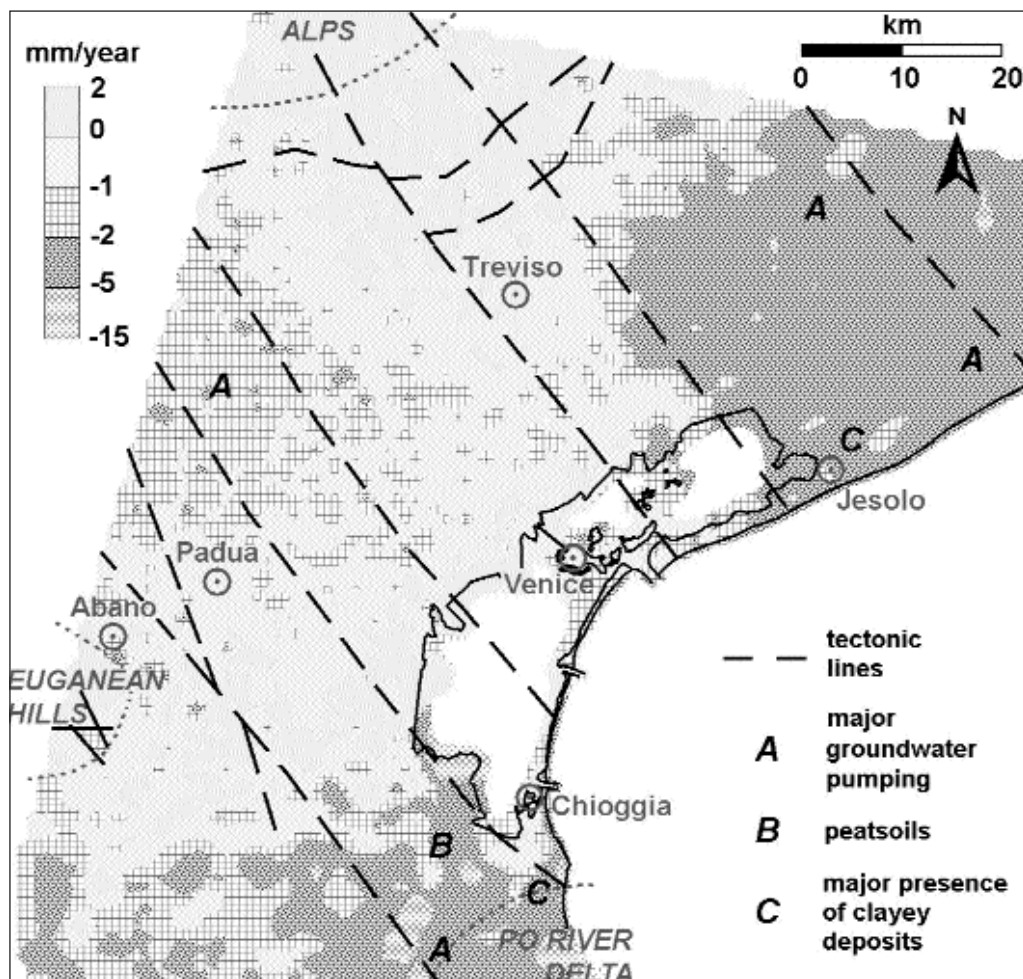 ALPS
km
mm/year
0 10 20
2
0
-1
-2
-5
-15
N
A
A
Treviso
A
C
Jesolo
Padua
Venice
Abano
EUGANEAN
HILLS
Chioggia
B
C
A
PO RIVER
DELTA
tectonic
lines
A major
groundwater
pumping
B peatsoils
C major presence
of clayey
deposits